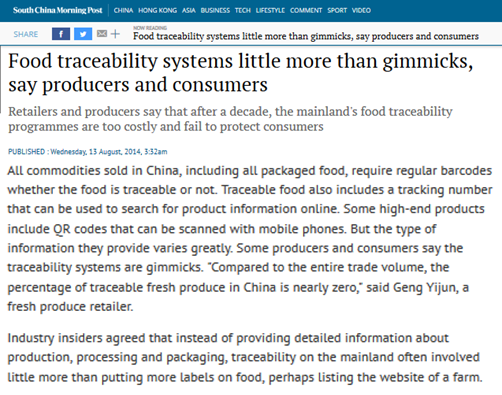 South China Morning Post CHINA HONG KONG ASIA BUSINESS TECH LIFESTYLE COMMENT SPORT VIDEO
NOW READING
SHARE f + Food traceability systems little more than gimmicks, say producers and consumers
Food traceability systems little more than gimmicks,
say producers and consumers
Retailers and producers say that after a decade, the mainland's food traceability
programmes are too costly and fail to protect consumers
PUBLISHED : Wednesday, 13 August, 2014, 3:32am
All commodities sold in China, including all packaged food, require regular barcodes
whether the food is traceable or not. Traceable food also includes a tracking number
that can be used to search for product information online. Some high-end products
include QR codes that can be scanned with mobile phones. But the type of
information they provide varies greatly. Some producers and consumers say the
traceability systems are gimmicks. "Compared to the entire trade volume, the
percentage of traceable fresh produce in China is nearly zero," said Geng Yijun, a
fresh produce retailer.
Industry insiders agreed that instead of providing detailed information about
production, processing and packaging, traceability on the mainland often involved
little more than putting more labels on food, perhaps listing the website of a farm.